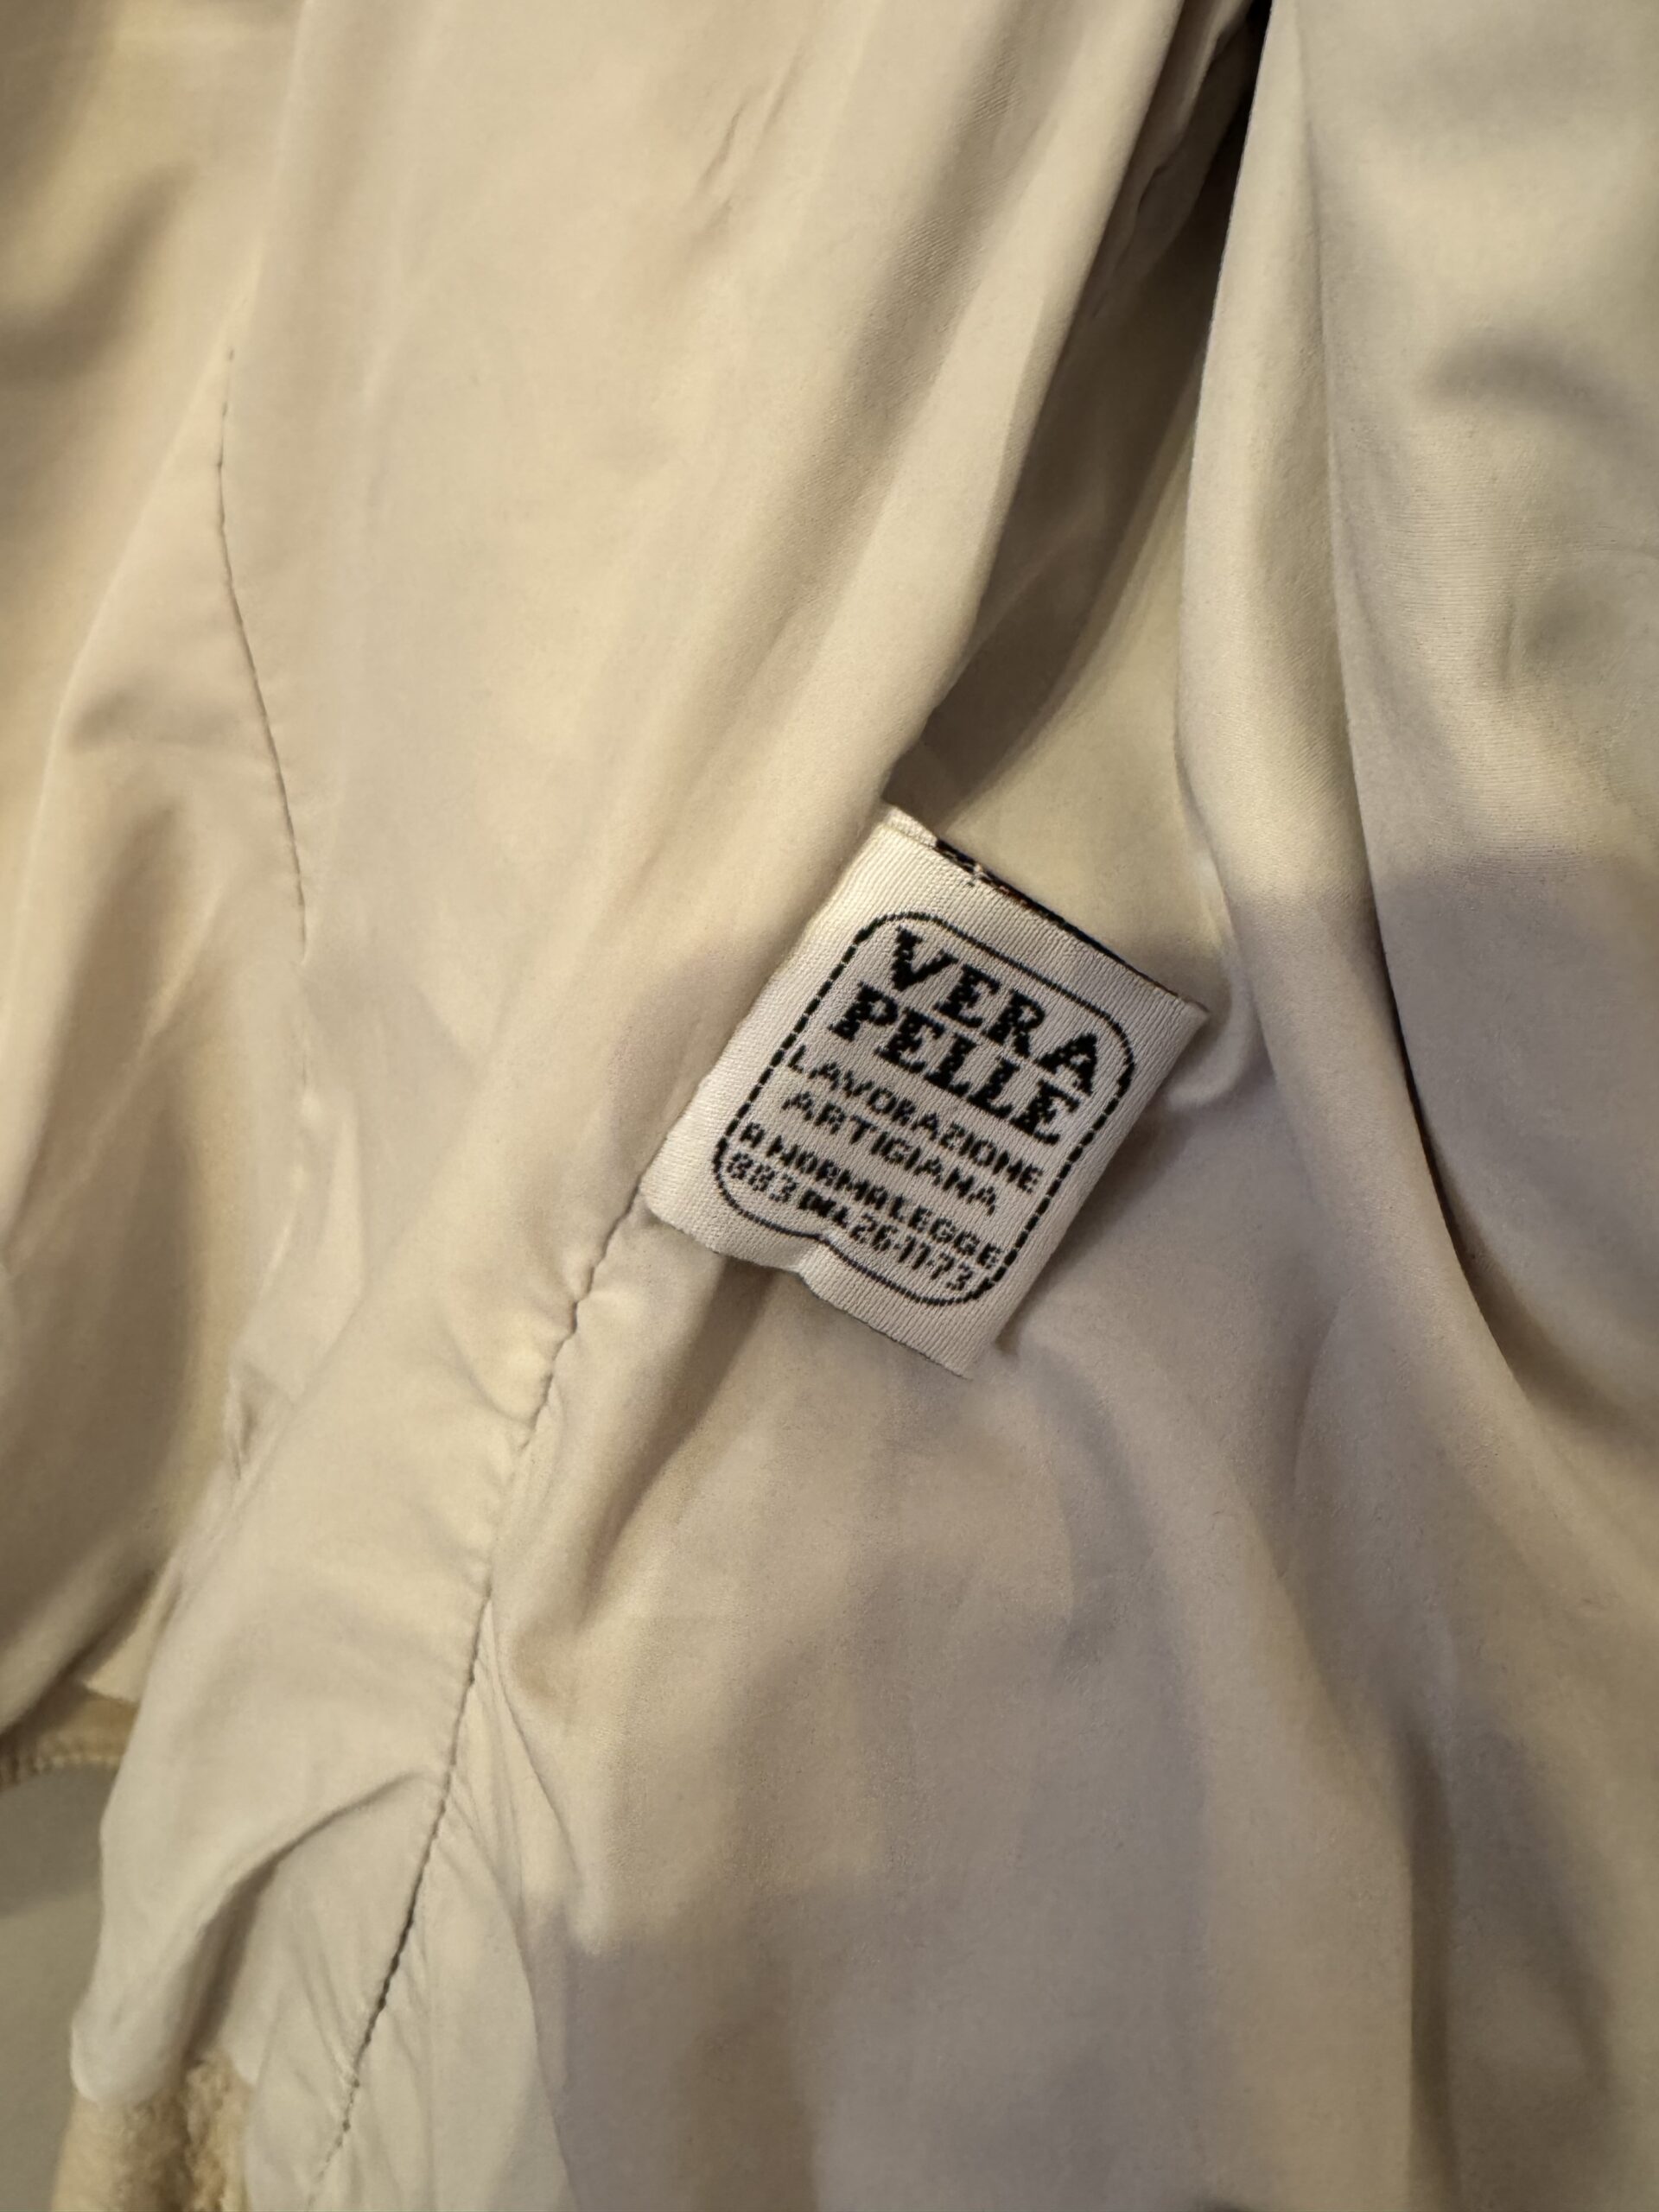 VERA
PELLE
LAVORAZIONE
ARTIGIANA
A NORMA LEGGE
883 DEL 26·11·73